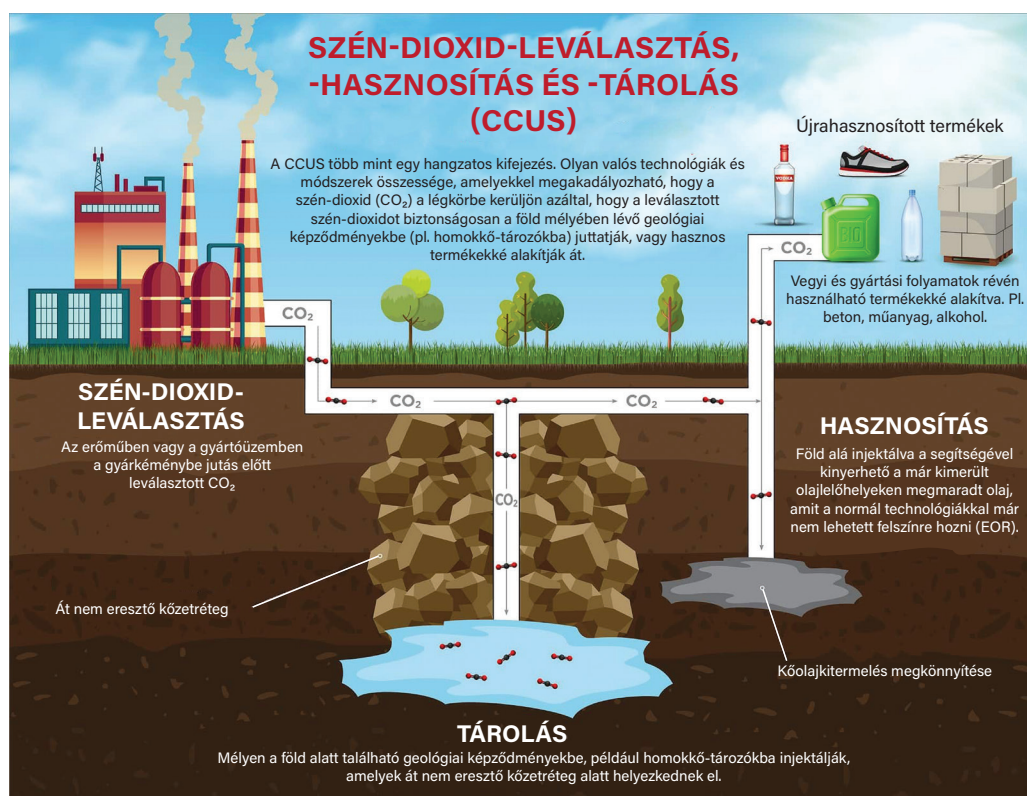 SZÉN-DIOXID-LEVÁLASZTÁS,
-HASZNOSÍTÁS ÉS -TÁROLÁS
(CCUS)
A CCUS több mint egy hangzatos kifejezés. Olyan valós technológiák és
módszerek összessége, amelyekkel megakadályozható, hogy a
szén-dioxid (CO₂) a légkörbe kerüljön azáltal, hogy a leválasztott
szén-dioxidot biztonságosan a föld mélyében lévő geológiai
képződményekbe (pl. homokkő-tározókba) juttatják, vagy hasznos
termékekké alakítják át.
Újrahasznosított termékek
VODKA
BIO
CO₂
Vegyi és gyártási folyamatok révén
használható termékekké alakítva. Pl.
beton, műanyag, alkohol.
CO₂
CO₂
CO₂
CO₂
SZÉN-DIOXID-
LEVÁLASZTÁS
Az erőműben vagy a gyártóüzemben
a gyárkéménybe jutás előtt
leválasztott CO₂
HASZNOSÍTÁS
Föld alá injektálva a segítségével
kinyerhető a már kimerült
olajlelőhelyeken megmaradt olaj,
amit a normál technológiákkal már
nem lehetett felszínre hozni (EOR).
Át nem eresztő kőzetréteg
Kőolajkitermelés megkönnyítése
TÁROLÁS
Mélyen a föld alatt található geológiai képződményekbe, például homokkő-tározókba injektálják,
amelyek át nem eresztő kőzetréteg alatt helyezkednek el.